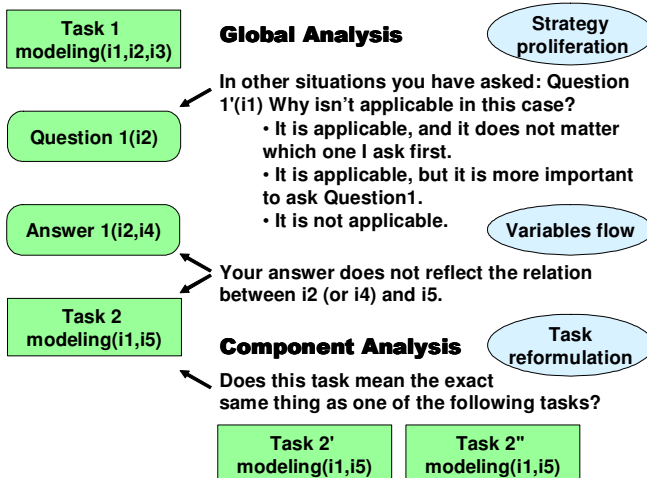 Task 1
modeling(i1,i2,i3)
Global Analysis
Strategy
proliferation
In other situations you have asked: Question
1'(i1) Why isn't applicable in this case?
Question 1(i2)
• It is applicable, and it does not matter
which one I ask first.
• It is applicable, but it is more important
to ask Question1.
• It is not applicable.
Answer 1(i2,i4)
Variables flow
Your answer does not reflect the relation
between i2 (or i4) and i5.
Task 2
modeling(i1,i5)
Component Analysis
Task
reformulation
Does this task mean the exact
same thing as one of the following tasks?
Task 2'
modeling(i1,i5)
Task 2"
modeling(i1,i5)